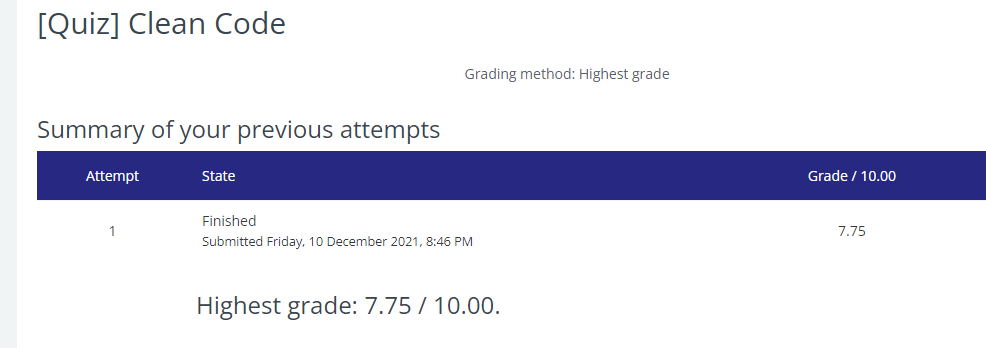 [Quiz] Clean Code
Grading method: Highest grade
Summary of your previous attempts
Attempt State Grade / 10.00
1 Finished 7.75
Submitted Friday, 10 December 2021, 8:46 PM
Highest grade: 7.75 / 10.00.